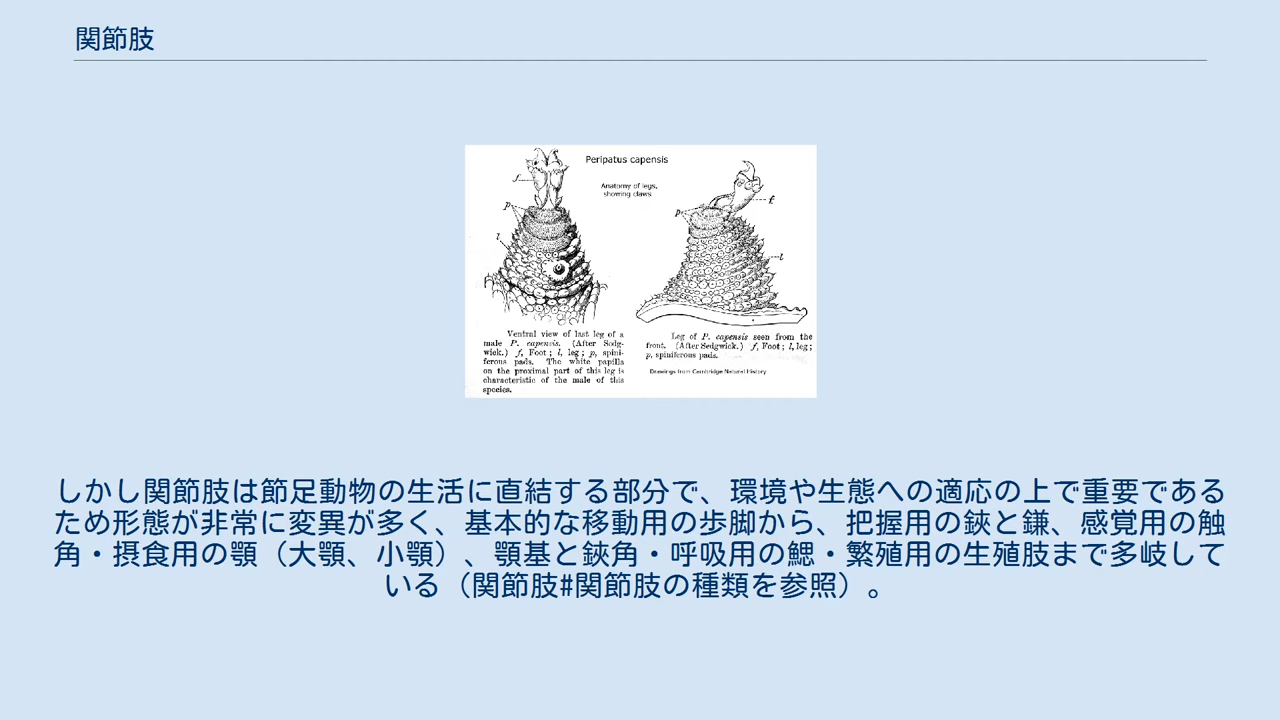 関節肢
Peripatus capensis
Anatomy of legs,
showing claws
f
p
l
Ventral view of last leg of a
male P. capensis. (After Sedg-
wick.) f, Foot; l, leg; p, spini-
ferous pads. The white papilla
on the proximal part of this leg is
characteristic of the male of this
species.
f
p
l
Leg of P. capensis seen from the
front. (After Sedgwick.) f, Foot; l, leg;
p, spiniferous pads.
Drawings from Cambridge Natural History
しかし関節肢は節足動物の生活に直結する部分で、環境や生態への適応の上で重要である
ため形態が非常に変異が多く、基本的な移動用の歩脚から、把握用の鋏と鎌、感覚用の触
角・摂食用の顎（大顎、小顎）、顎基と鋏角・呼吸用の鰓・繁殖用の生殖肢まで多岐して
いる（関節肢#関節肢の種類を参照）。